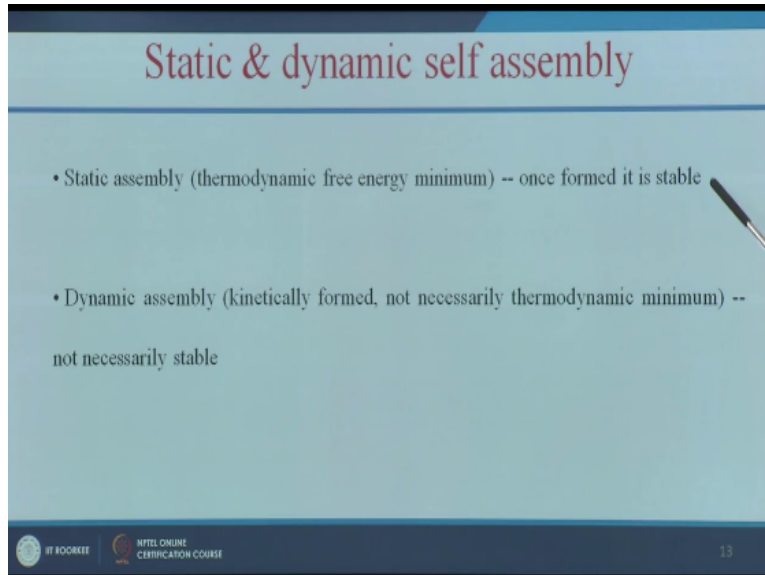 Static & dynamic self assembly
• Static assembly (thermodynamic free energy minimum) -- once formed it is stable
• Dynamic assembly (kinetically formed, not necessarily thermodynamic minimum) --
not necessarily stable
IIT ROORKEE
NPTEL ONLINE
CERTIFICATION COURSE
13